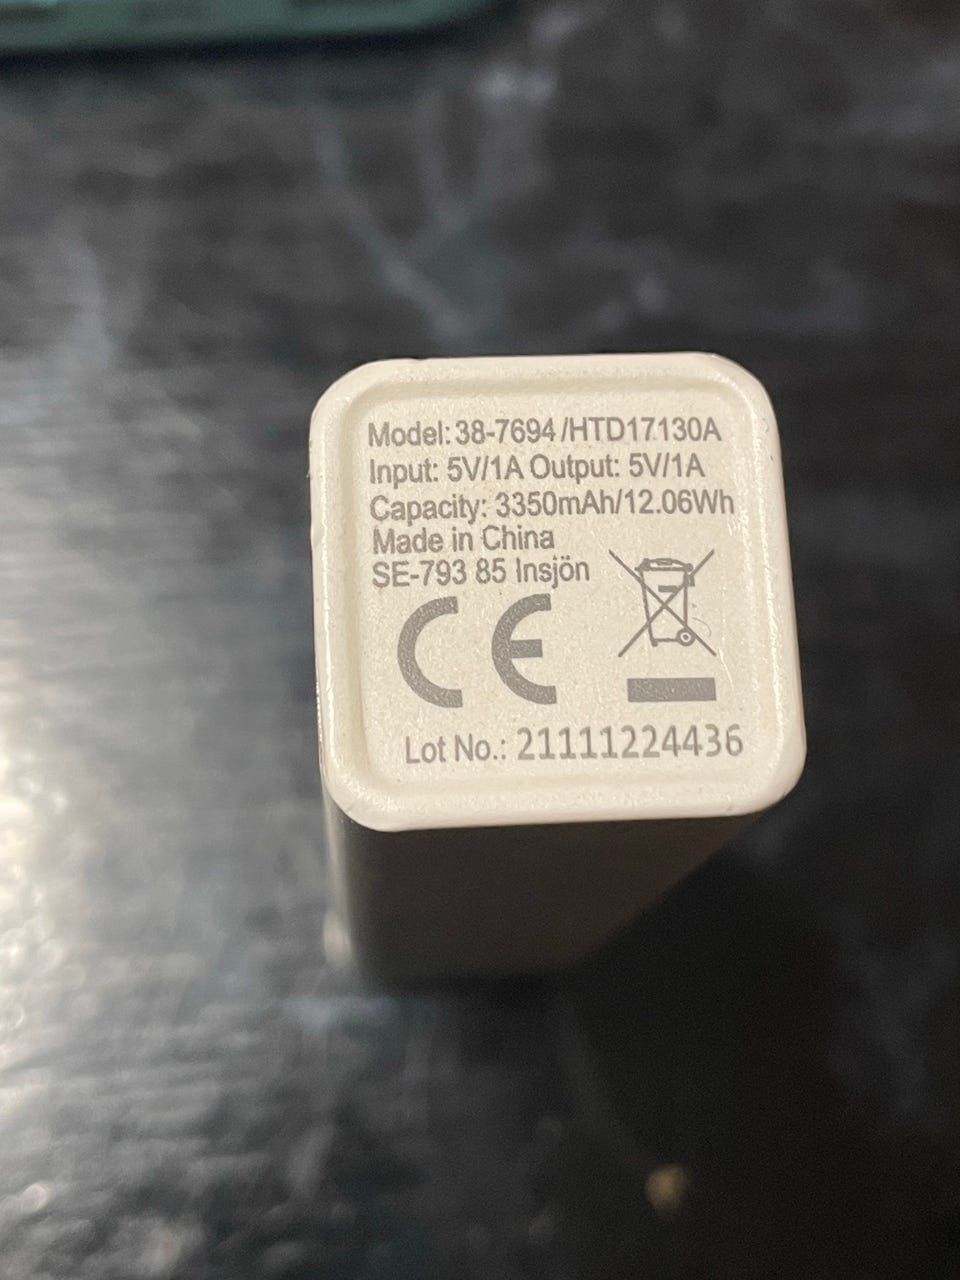 Model: 38-7694/HTD17130A
Input: 5V/1A Output: 5V/1A
Capacity: 3350mAh/12.06Wh
Made in China
SE-793 85 Insjön
CE
Lot No.: 21111224436